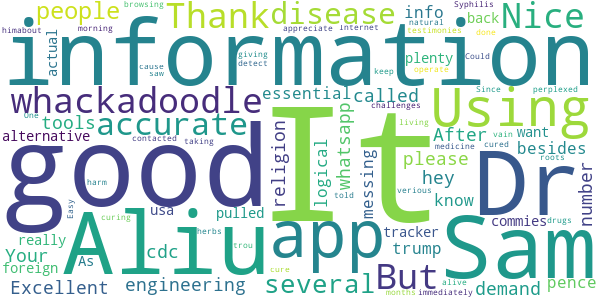 himabout browsing Syphilis
people Thank disease info Nice
morning appreciate Internet natural testimonies done
actual cause saw giving detect back plenty keep operate
information
whackadoodle essential called Could Since perplexed
One tools accurate religion logical whatsapp After Using want
alternative contacted taking challenges besides
good It Dr
living please medicine cured vain roots
Easy harm curing told messing hey know verious commies number drugs
Aliu app Sam
usa pulled tracker
Your really As cdc herbs trou trump
foreign several But alive pence
Excellent engineering cure months immediately demand